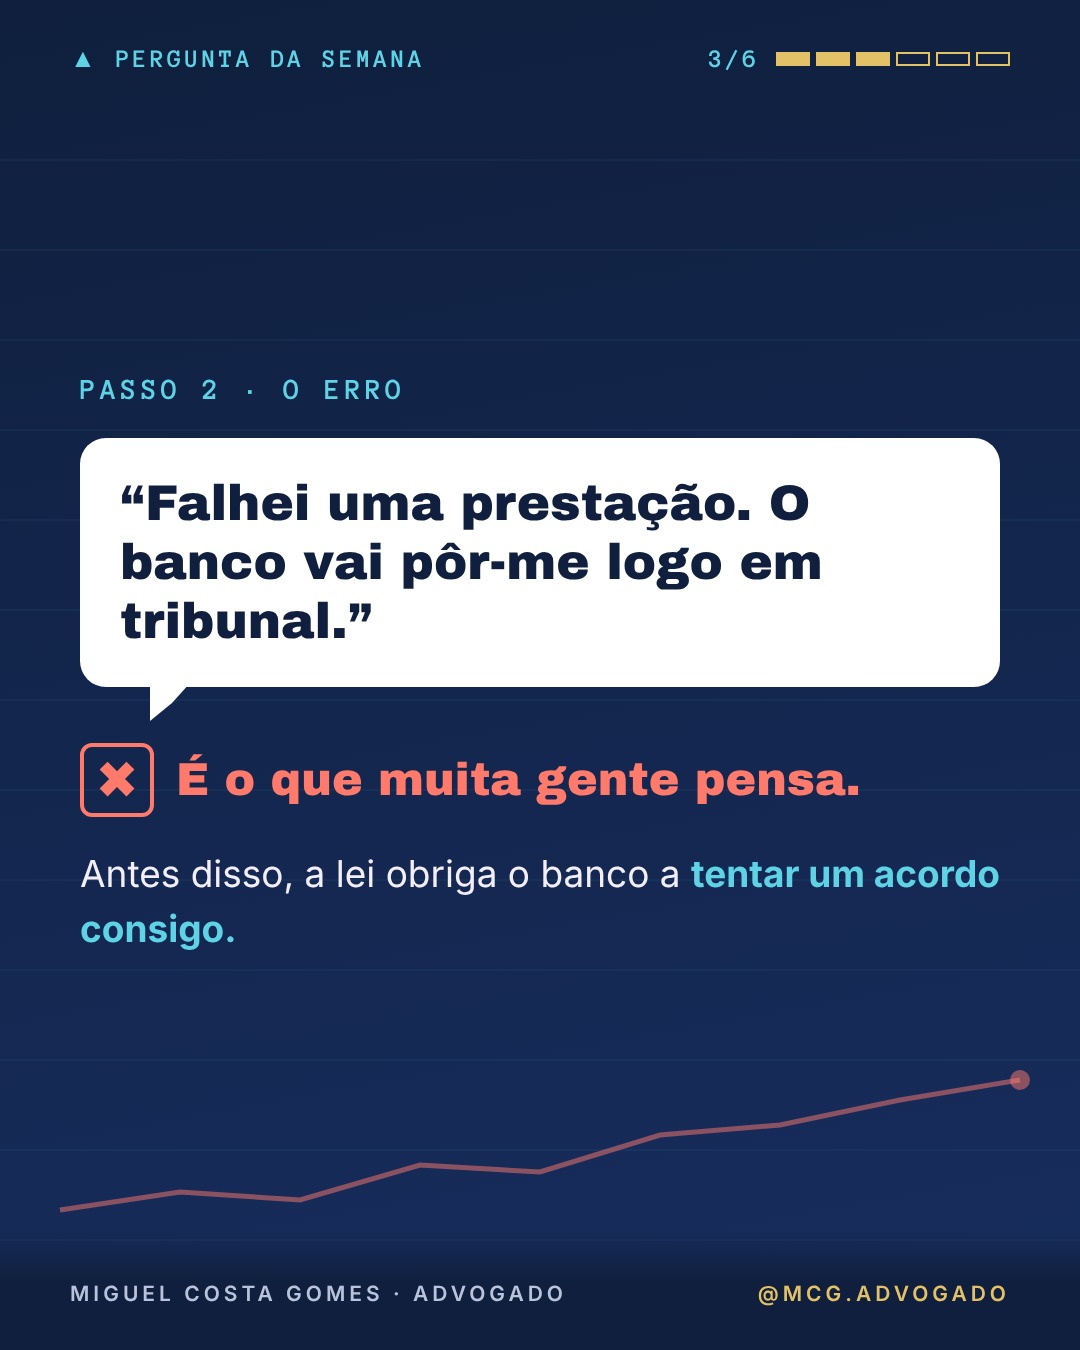 ▲ PERGUNTA DA SEMANA
3/6
PASSO 2 · O ERRO
“Falhei uma prestação. O
banco vai pôr-me logo em
tribunal.”
✖ É o que muita gente pensa.
Antes disso, a lei obriga o banco a tentar um acordo
consigo.
MIGUEL COSTA GOMES · ADVOGADO
@MCG.ADVOGADO